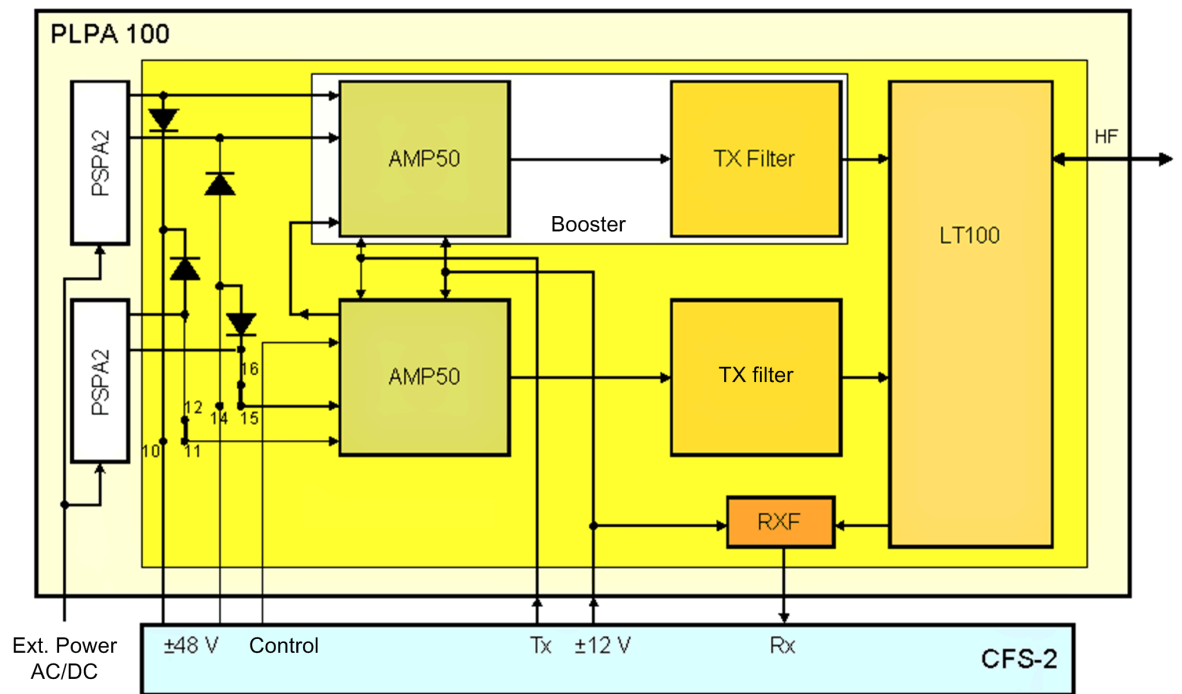 PLPA 100
PSPA2
AMP50
TX Filter
HF
Booster
LT100
PSPA2
AMP50
TX filter
16
12
14
15
10
11
RXF
Ext. Power
AC/DC
±48 V
Control
Tx
±12 V
Rx
CFS-2